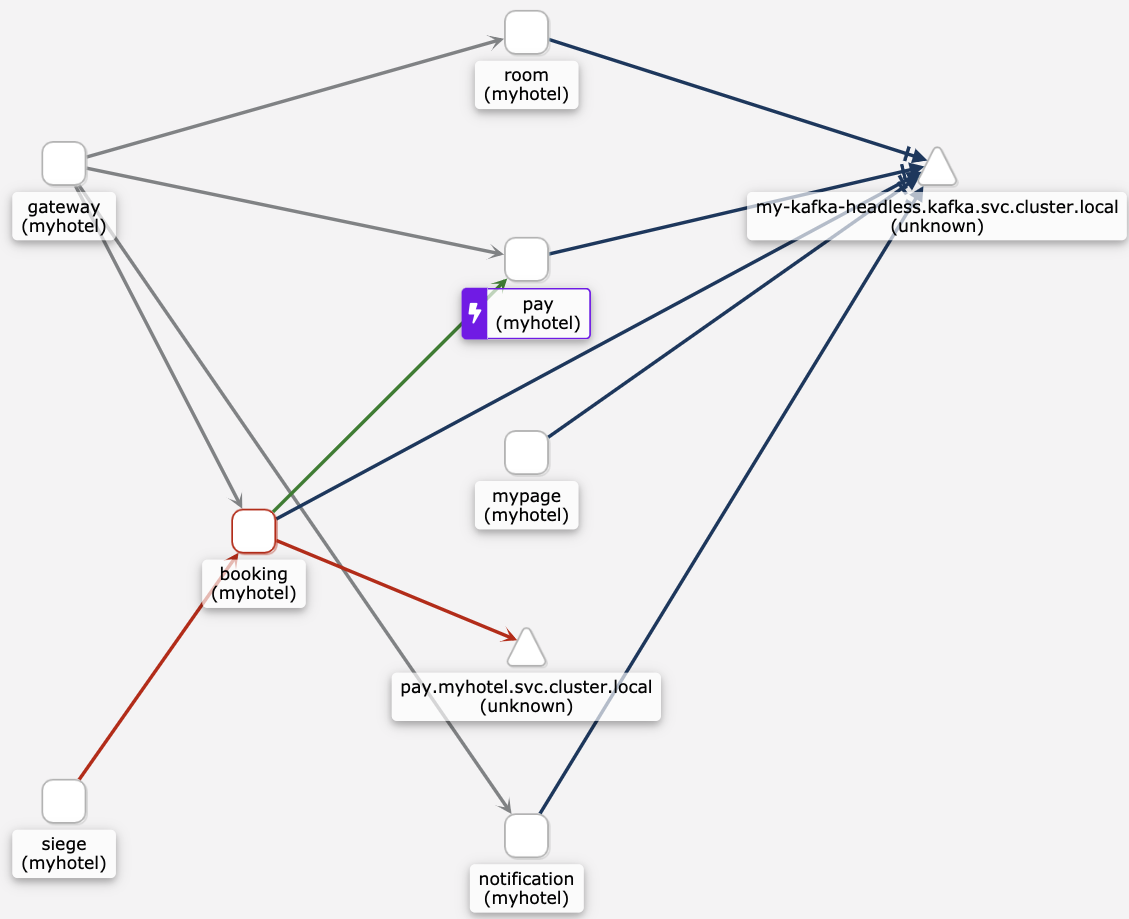 room
(myhotel)
gateway
(myhotel)
my-kafka-headless.kafka.svc.cluster.local
(unknown)
pay
(myhotel)
mypage
(myhotel)
booking
(myhotel)
pay.myhotel.svc.cluster.local
(unknown)
siege
(myhotel)
notification
(myhotel)